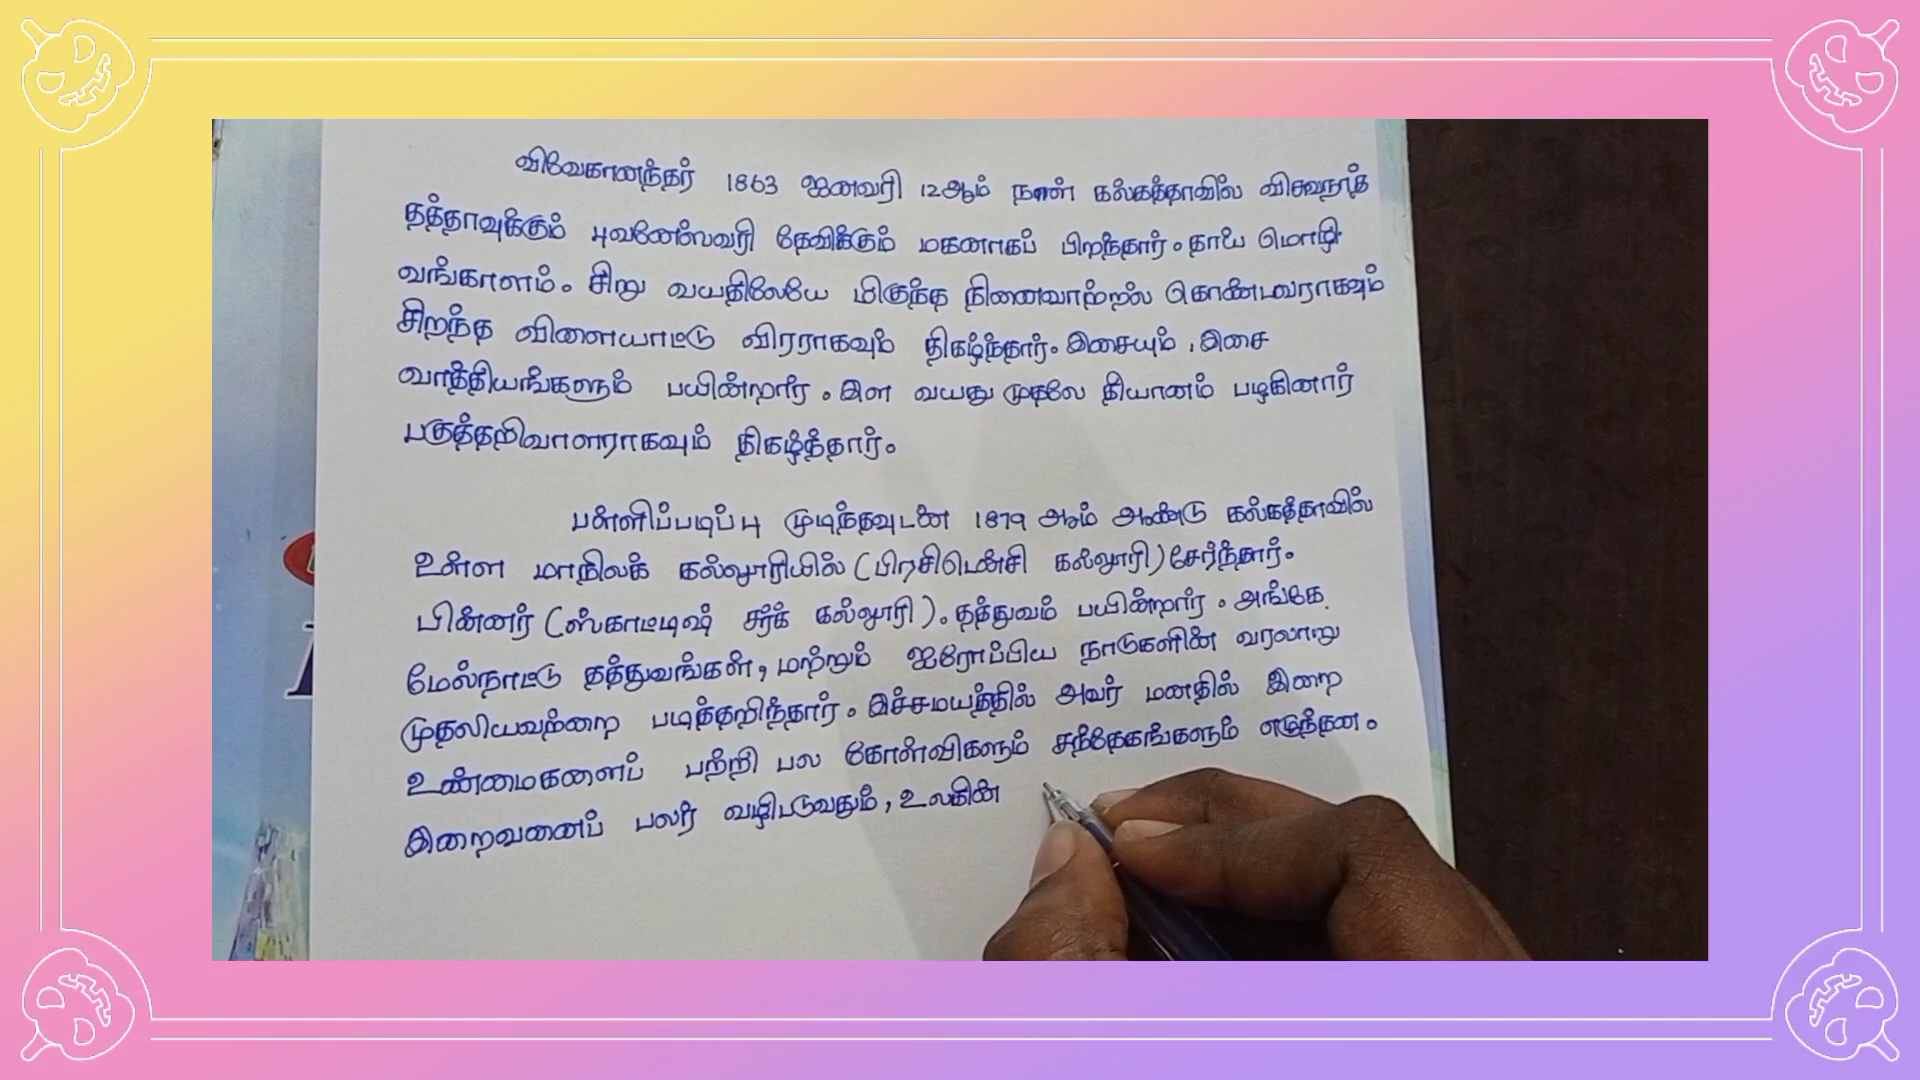 விவேகானந்தர் 1863 ஜனவரி 12ஆம் நாள் கல்கத்தாவில் விசுவநாத்
தத்தாவுக்கும் புவனேஸ்வரி தேவிக்கும் மகனாகப் பிறந்தார். தாய் மொழி
வங்காளம். சிறு வயதிலேயே மிகுந்த நினைவாற்றல் கொண்டவராகவும்
சிறந்த விளையாட்டு விரராகவும் திகழ்ந்தார். இசையும், இசை
வாத்தியங்களும் பயின்றார். இள வயது முதலே தியானம் படிகினார்
பகுத்தறிவாளராகவும் திகழ்ந்தார்.
பள்ளிப்படிப்பு முடிந்தவுடன் 1879 ஆம் ஆண்டு கல்கத்தாவில்
உள்ள மாநிலக் கல்லூரியில் (பிரசிடென்சி கல்லூரி) சேர்ந்தார்.
பின்னர் (ஸ்காட்டிஷ் சர்ச் கல்லூரி). தத்துவம் பயின்றார். அங்கே
மேல்நாட்டு தத்துவங்கள், மற்றும் ஐரோப்பிய நாடுகளின் வரலாறு
முதலியவற்றை படித்தறிந்தார். இச்சமயத்தில் அவர் மனதில் இறை
உண்மைகளைப் பற்றி பல கேள்விகளும் சந்தேகங்களும் எழுந்தன.
இறைவனைப் பலர் வழிபடுவதும், உலகின்